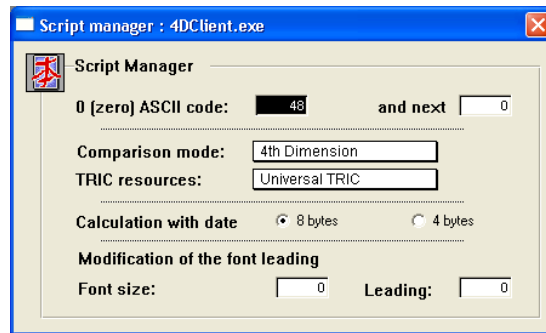 Script manager : 4DClient.exe
Script Manager
0 (zero) ASCII code: 48 and next 0
Comparison mode: 4th Dimension
TRIC resources: Universal TRIC
Calculation with date 8 bytes 4 bytes
Modification of the font leading
Font size: 0 Leading: 0